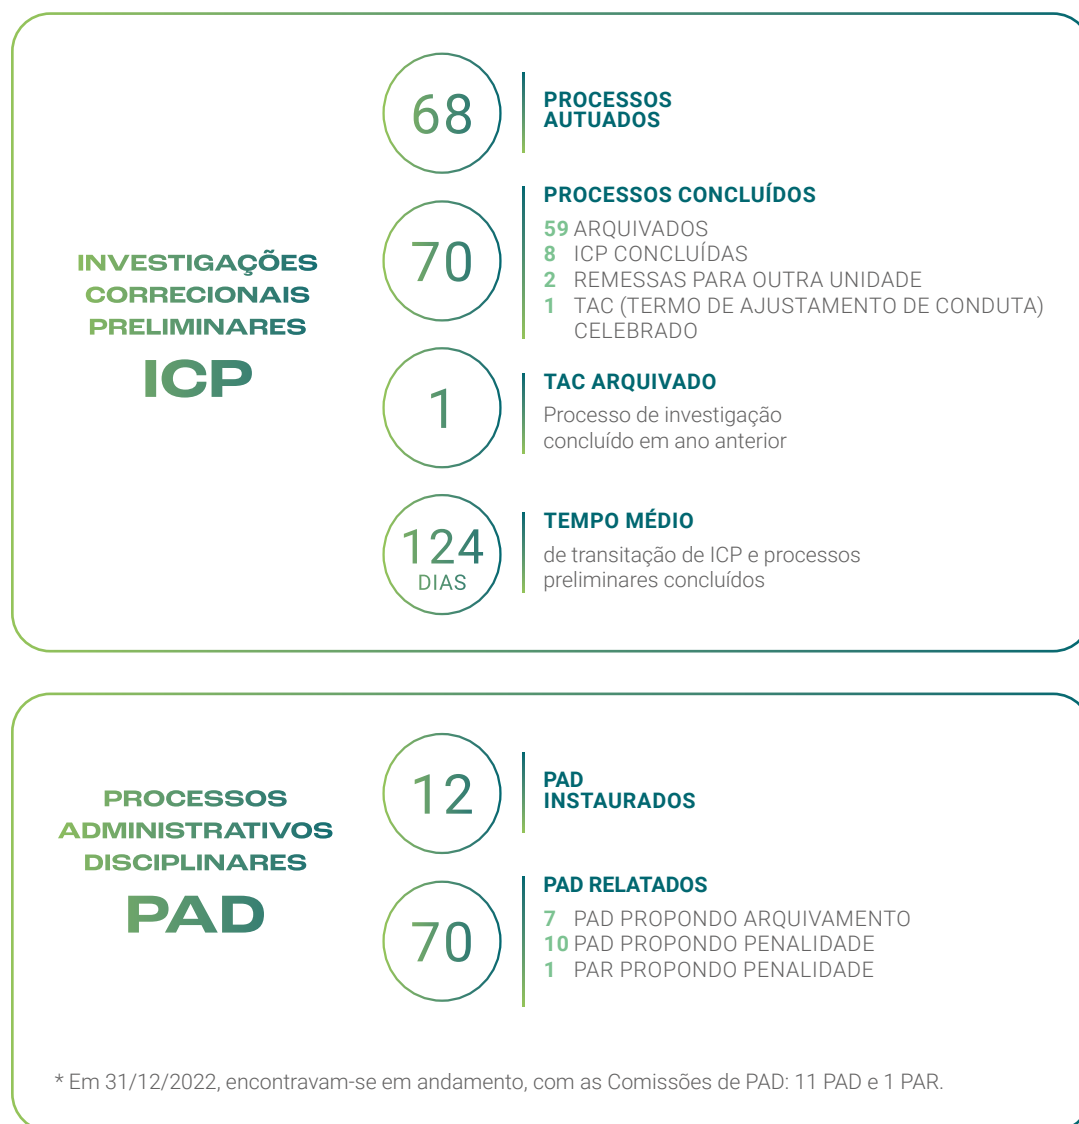 INVESTIGAÇÕES
CORRECIONAIS
PRELIMINARES
ICP
68
PROCESSOS
AUTUADOS
70
PROCESSOS CONCLUÍDOS
59 ARQUIVADOS
8 ICP CONCLUÍDAS
2 REMESSAS PARA OUTRA UNIDADE
1 TAC (TERMO DE AJUSTAMENTO DE CONDUTA)
CELEBRADO
1
TAC ARQUIVADO
Processo de investigação
concluído em ano anterior
124
DIAS
TEMPO MÉDIO
de transitação de ICP e processos
preliminares concluídos
PROCESSOS
ADMINISTRATIVOS
DISCIPLINARES
PAD
12
PAD
INSTAURADOS
70
PAD RELATADOS
7 PAD PROPONDO ARQUIVAMENTO
10 PAD PROPONDO PENALIDADE
1 PAR PROPONDO PENALIDADE
* Em 31/12/2022, encontravam-se em andamento, com as Comissões de PAD: 11 PAD e 1 PAR.